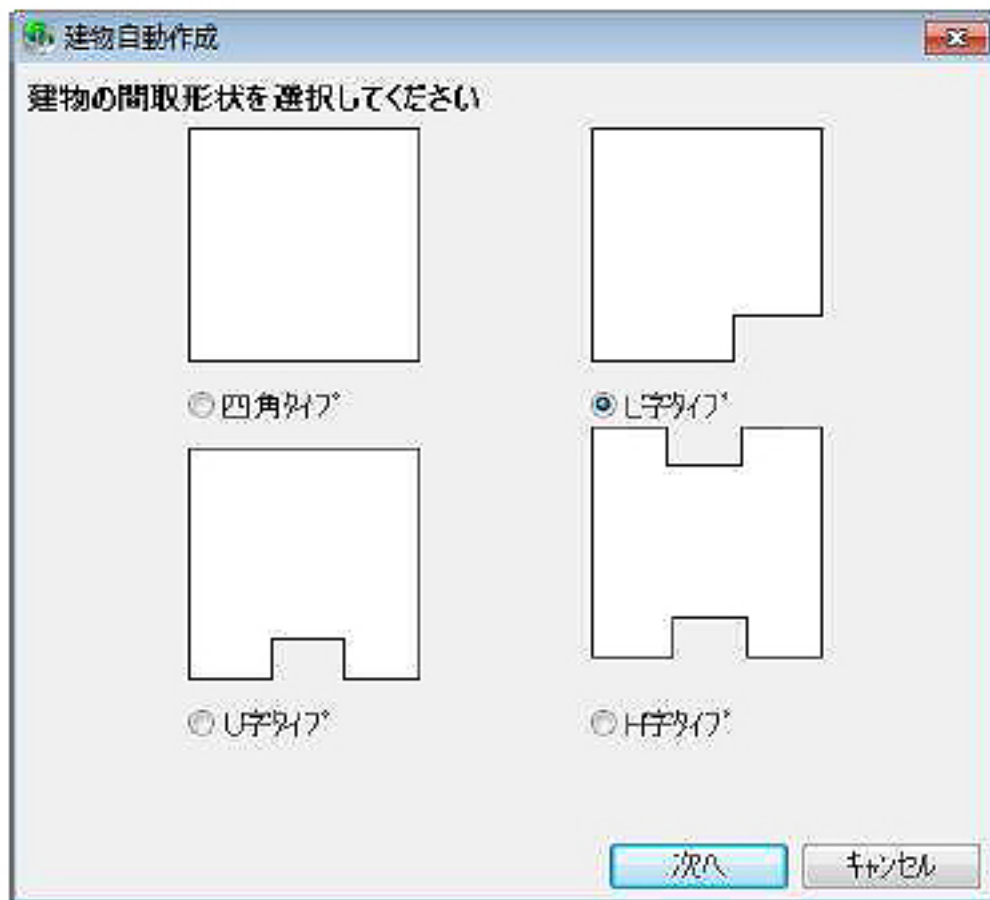 建物自動作成
建物の間取形状を選択してください
四角ﾀｲﾌﾟ
L字ﾀｲﾌﾟ
U字ﾀｲﾌﾟ
H字ﾀｲﾌﾟ
次へ
ｷｬﾝｾﾙ